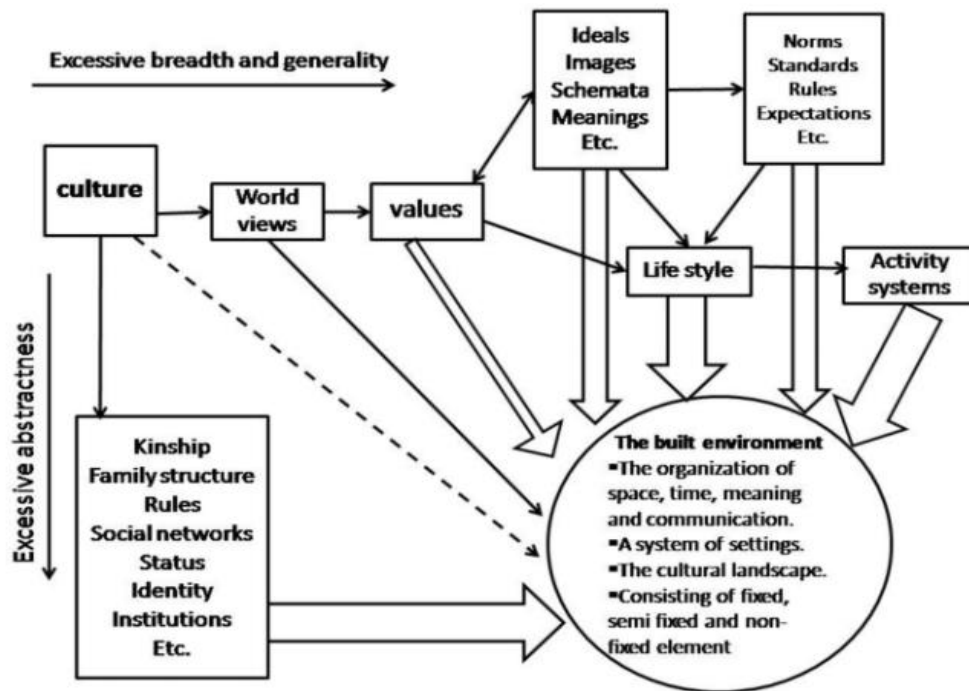 Excessive breadth and generality
Ideals
Images
Schemata
Meanings
Etc.
Norms
Standards
Rules
Expectations
Etc.
culture
World
views
values
Life style
Activity
systems
Excessive abstractness
Kinship
Family structure
Rules
Social networks
Status
Identity
Institutions
Etc.
The built environment
▪The organization of
space, time, meaning
and communication.
▪A system of settings.
▪The cultural landscape.
▪Consisting of fixed,
semi fixed and non-
fixed element